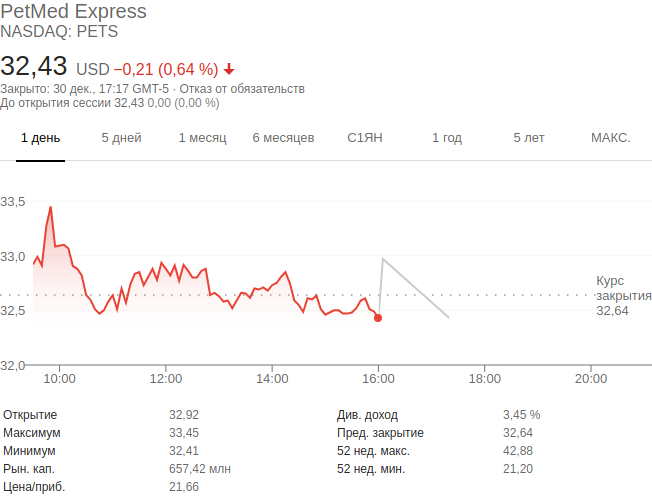 PetMed Express
NASDAQ: PETS
32,43 USD −0,21 (0,64 %)
Закрыто: 30 дек., 17:17 GMT-5 · Отказ от обязательств
До открытия сессии 32,43 0,00 (0,00 %)
1 день 5 дней 1 месяц 6 месяцев С1ЯН 1 год 5 лет МАКС.
33,5
33,0
Курс
закрытия
32,64
32,5
32,0
10:00 12:00 14:00 16:00 18:00 20:00
Открытие 32,92 Див. доход 3,45 %
Максимум 33,45 Пред. закрытие 32,64
Минимум 32,41 52 нед. макс. 42,88
Рын. кап. 657,42 млн 52 нед. мин. 21,20
Цена/приб. 21,66